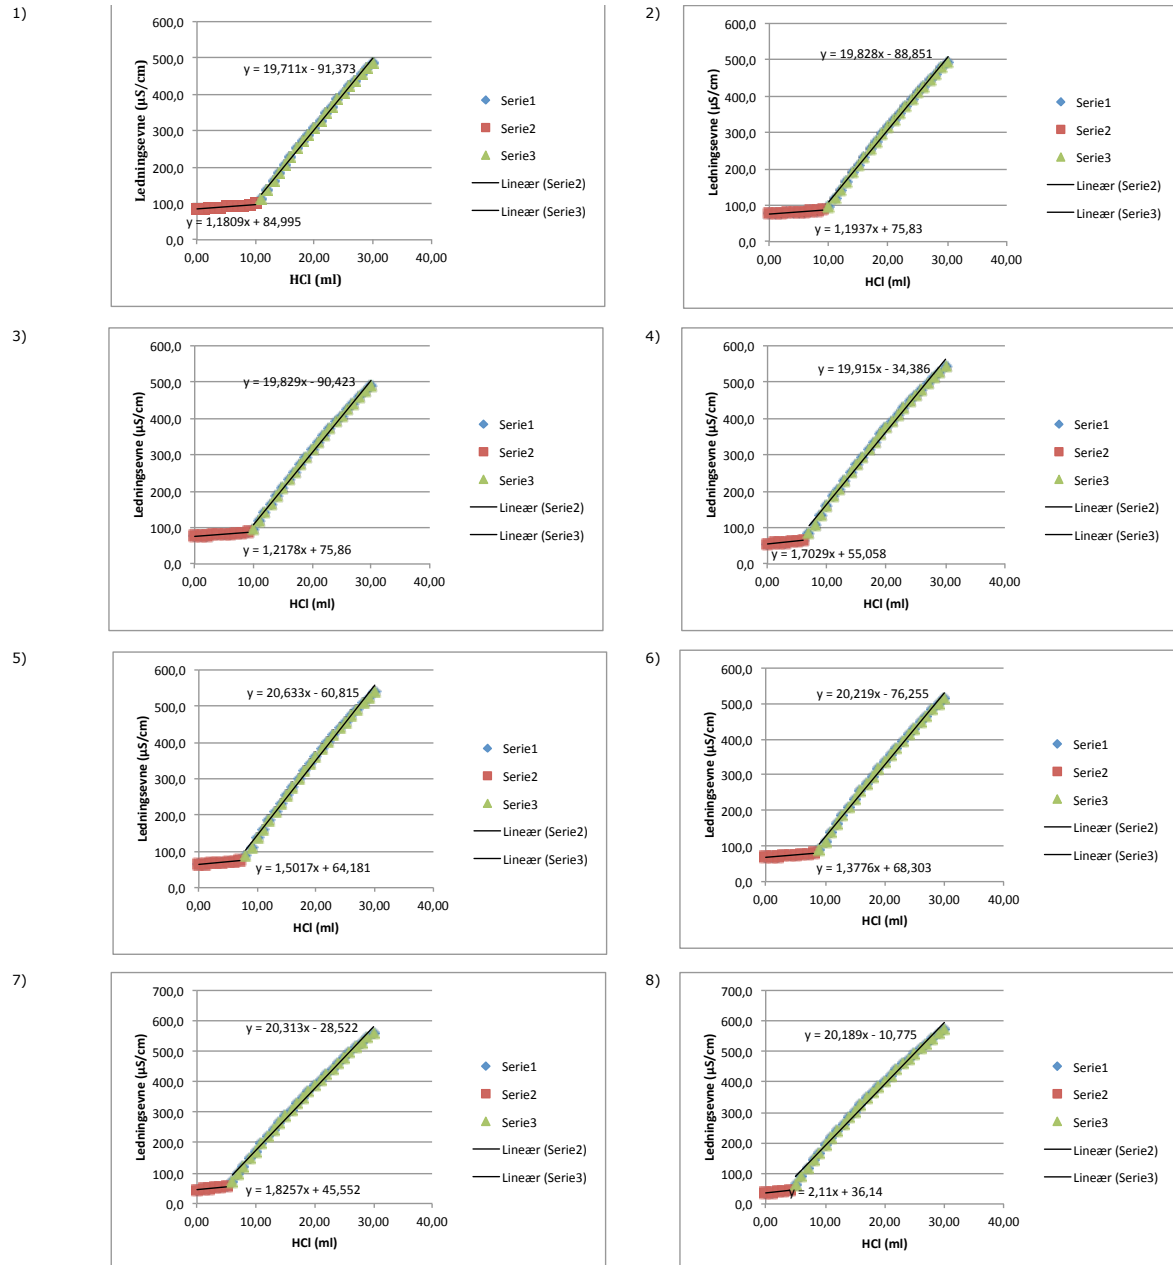 1)
600,0
500,0
400,0
300,0
200,0
100,0
0,0
Ledningsevne (µS/cm)
y = 19,711x - 91,373
y = 1,1809x + 84,995
0,00 10,00 20,00 30,00 40,00
HCl (ml)
Serie1
Serie2
Serie3
Lineær (Serie2)
Lineær (Serie3)
2)
600,0
500,0
400,0
300,0
200,0
100,0
0,0
Ledningsevne (µS/cm)
y = 19,828x - 88,851
y = 1,1937x + 75,83
0,00 10,00 20,00 30,00 40,00
HCl (ml)
Serie1
Serie2
Serie3
Lineær (Serie2)
Lineær (Serie3)
3)
600,0
500,0
400,0
300,0
200,0
100,0
0,0
Ledningsevne (µS/cm)
y = 19,829x - 90,423
y = 1,2178x + 75,86
0,00 10,00 20,00 30,00 40,00
HCl (ml)
Serie1
Serie2
Serie3
Lineær (Serie2)
Lineær (Serie3)
4)
600,0
500,0
400,0
300,0
200,0
100,0
0,0
Ledningsevne (µS/cm)
y = 19,915x - 34,386
y = 1,7029x + 55,058
0,00 10,00 20,00 30,00 40,00
HCl (ml)
Serie1
Serie2
Serie3
Lineær (Serie2)
Lineær (Serie3)
5)
600,0
500,0
400,0
300,0
200,0
100,0
0,0
Ledningsevne (µS/cm)
y = 20,633x - 60,815
y = 1,5017x + 64,181
0,00 10,00 20,00 30,00 40,00
HCl (ml)
Serie1
Serie2
Serie3
Lineær (Serie2)
Lineær (Serie3)
6)
600,0
500,0
400,0
300,0
200,0
100,0
0,0
Ledningsevne (µS/cm)
y = 20,219x - 76,255
y = 1,3776x + 68,303
0,00 10,00 20,00 30,00 40,00
HCl (ml)
Serie1
Serie2
Serie3
Lineær (Serie2)
Lineær (Serie3)
7)
700,0
600,0
500,0
400,0
300,0
200,0
100,0
0,0
Ledningsevne (µS/cm)
y = 20,313x - 28,522
y = 1,8257x + 45,552
0,00 10,00 20,00 30,00 40,00
HCl (ml)
Serie1
Serie2
Serie3
Lineær (Serie2)
Lineær (Serie3)
8)
700,0
600,0
500,0
400,0
300,0
200,0
100,0
0,0
Ledningsevne (µS/cm)
y = 20,189x - 10,775
y = 2,11x + 36,14
0,00 10,00 20,00 30,00 40,00
HCl (ml)
Serie1
Serie2
Serie3
Lineær (Serie2)
Lineær (Serie3)